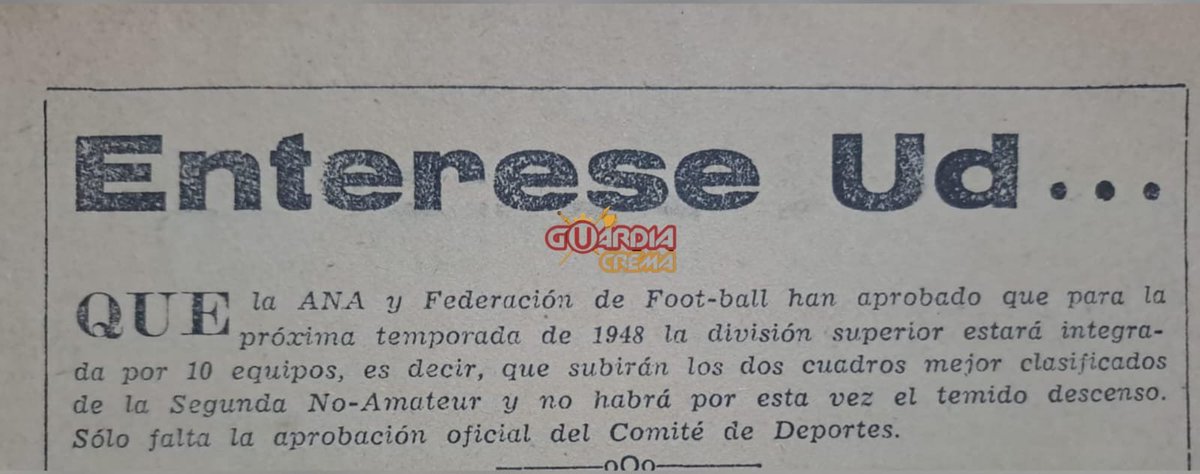 Enterese Ud...
GUARDIA
CREMA
QUE la ANA y Federación de Foot-ball han aprobado que para la
próxima temporada de 1948 la división superior estará integra-
da por 10 equipos, es decir, que subirán los dos cuadros mejor clasificados
de la Segunda No-Amateur y no habrá por esta vez el temido descenso.
Sólo falta la aprobación oficial del Comité de Deportes.
oOo